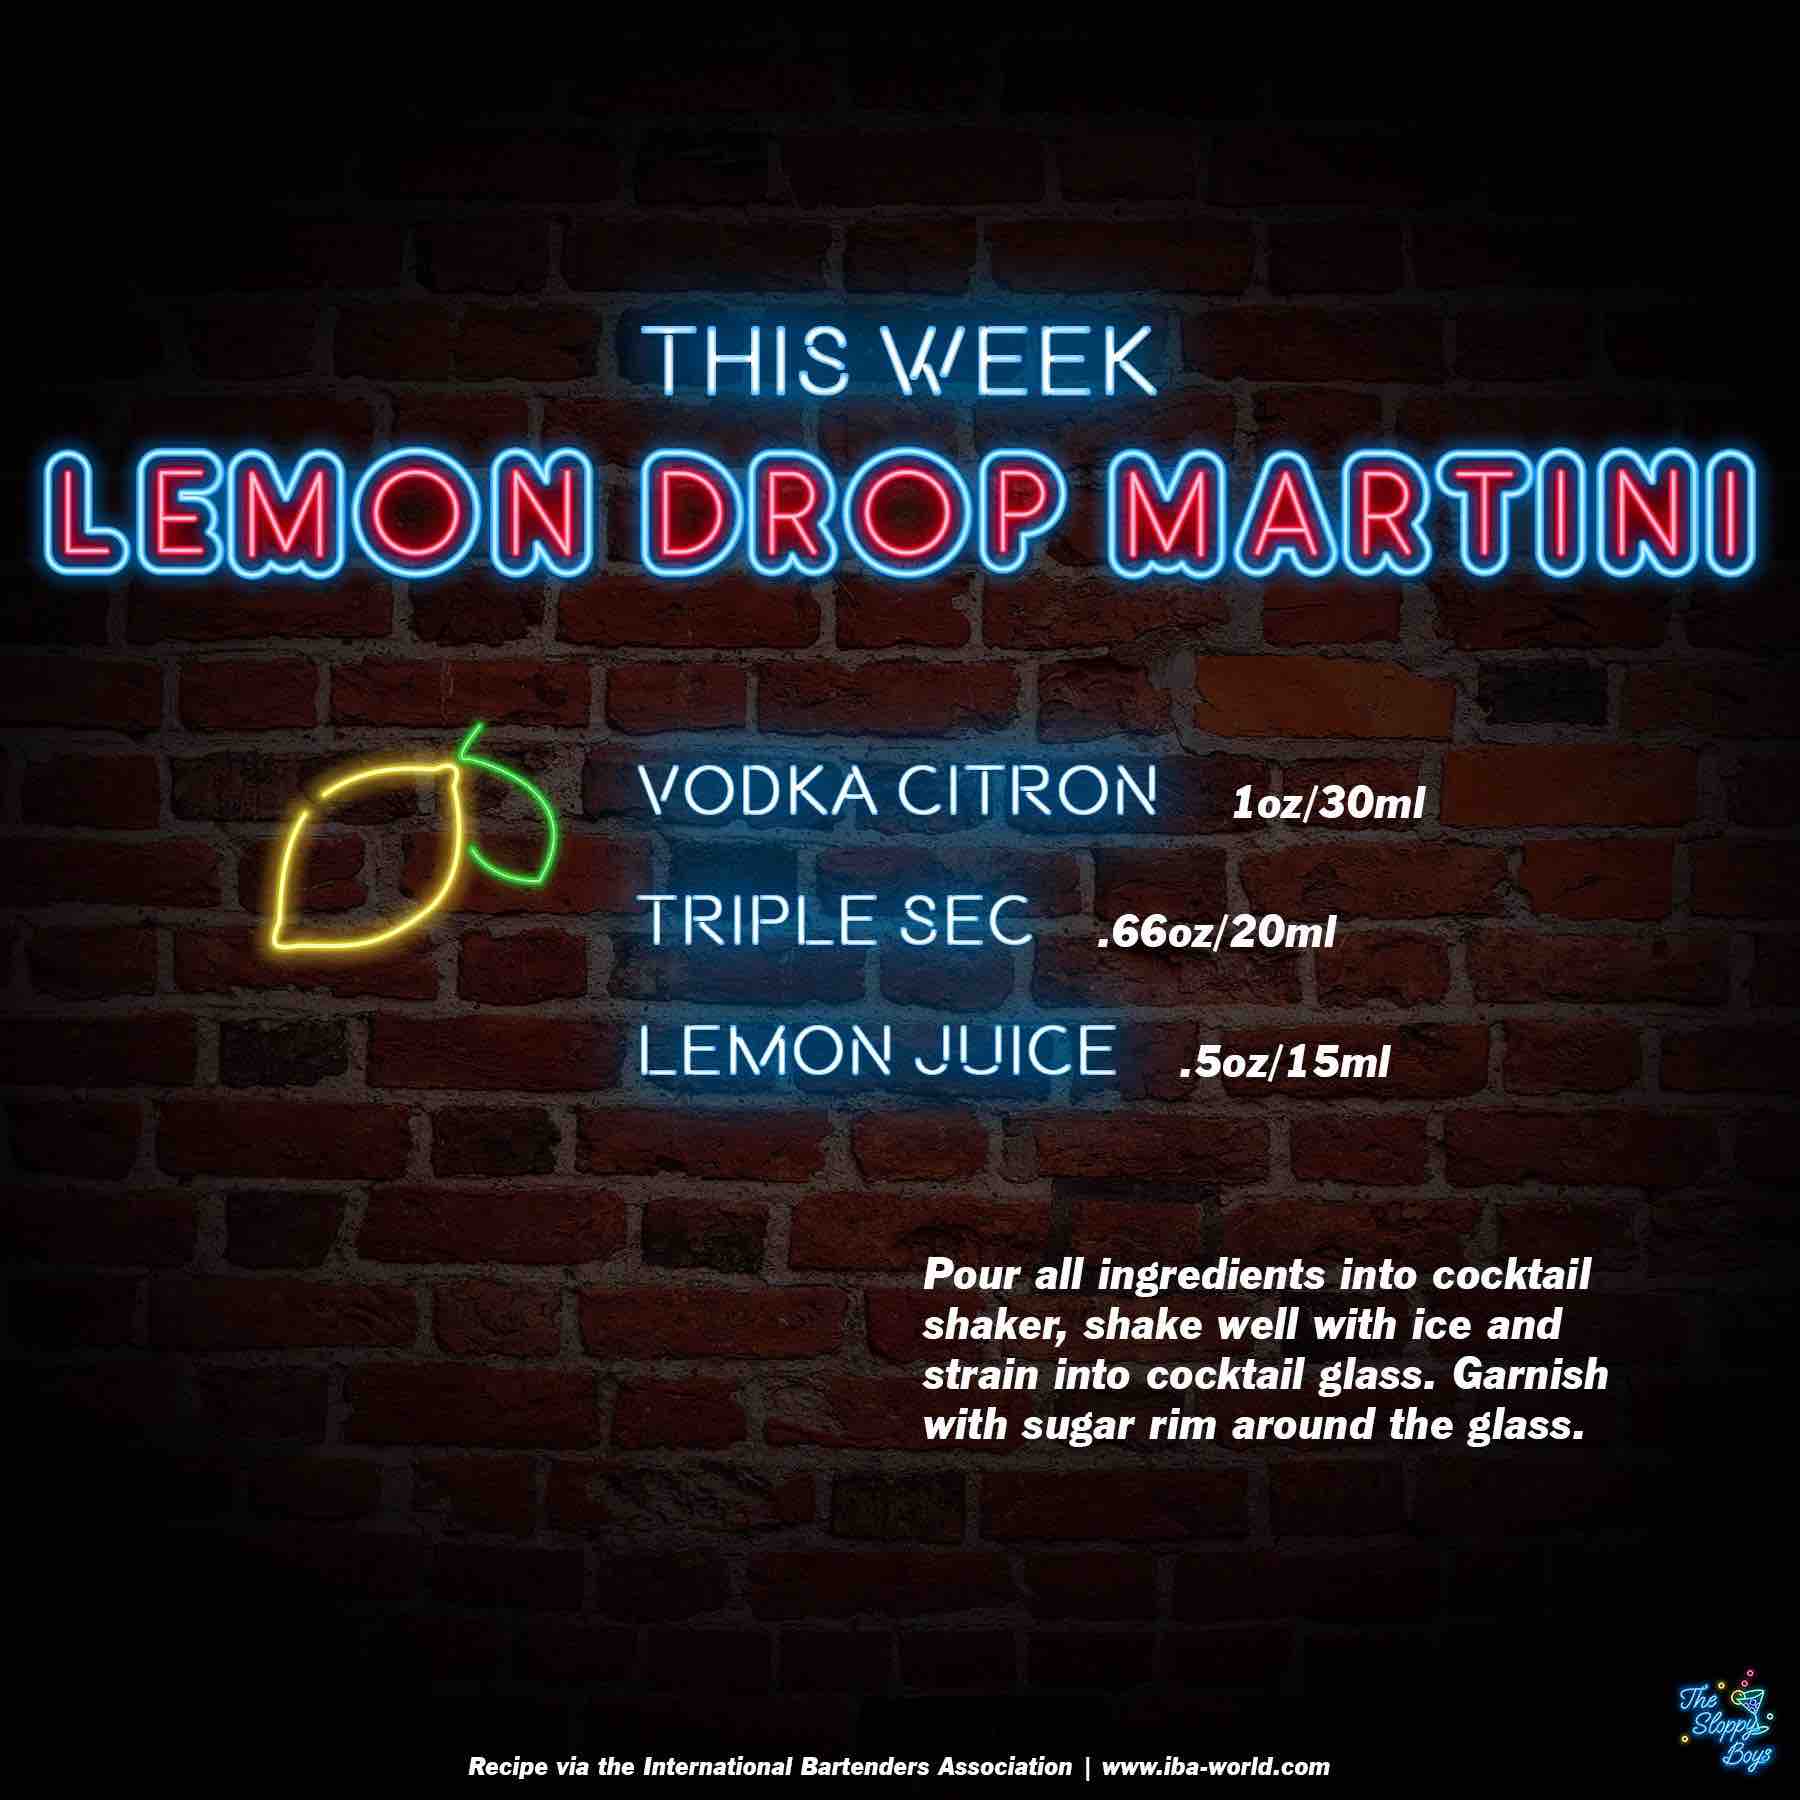 THIS WEEK
LEMON DROP MARTINI
VODKA CITRON 1oz/30ml
TRIPLE SEC .66oz/20ml
LEMON JUICE .5oz/15ml
Pour all ingredients into cocktail
shaker, shake well with ice and
strain into cocktail glass. Garnish
with sugar rim around the glass.
The
Sloppy
Boys
Recipe via the International Bartenders Association | www.iba-world.com